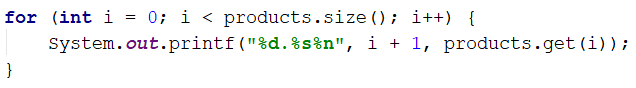 for (int i = 0; i < products.size(); i++) {
    System.out.printf("%d.%s%n", i + 1, products.get(i));
}